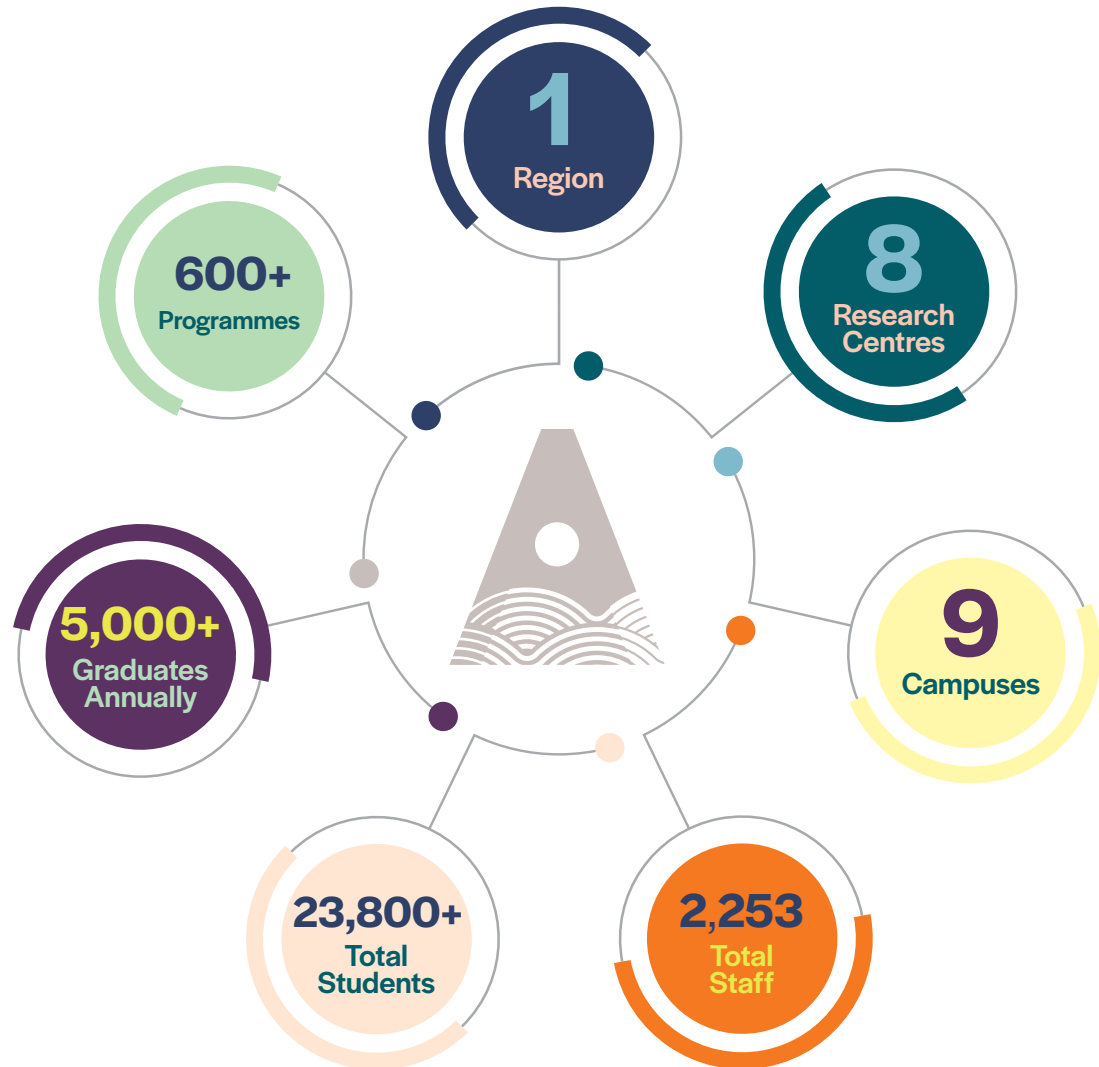 1
Region
8
Research
Centres
9
Campuses
2,253
Total
Staff
23,800+
Total
Students
5,000+
Graduates
Annually
600+
Programmes